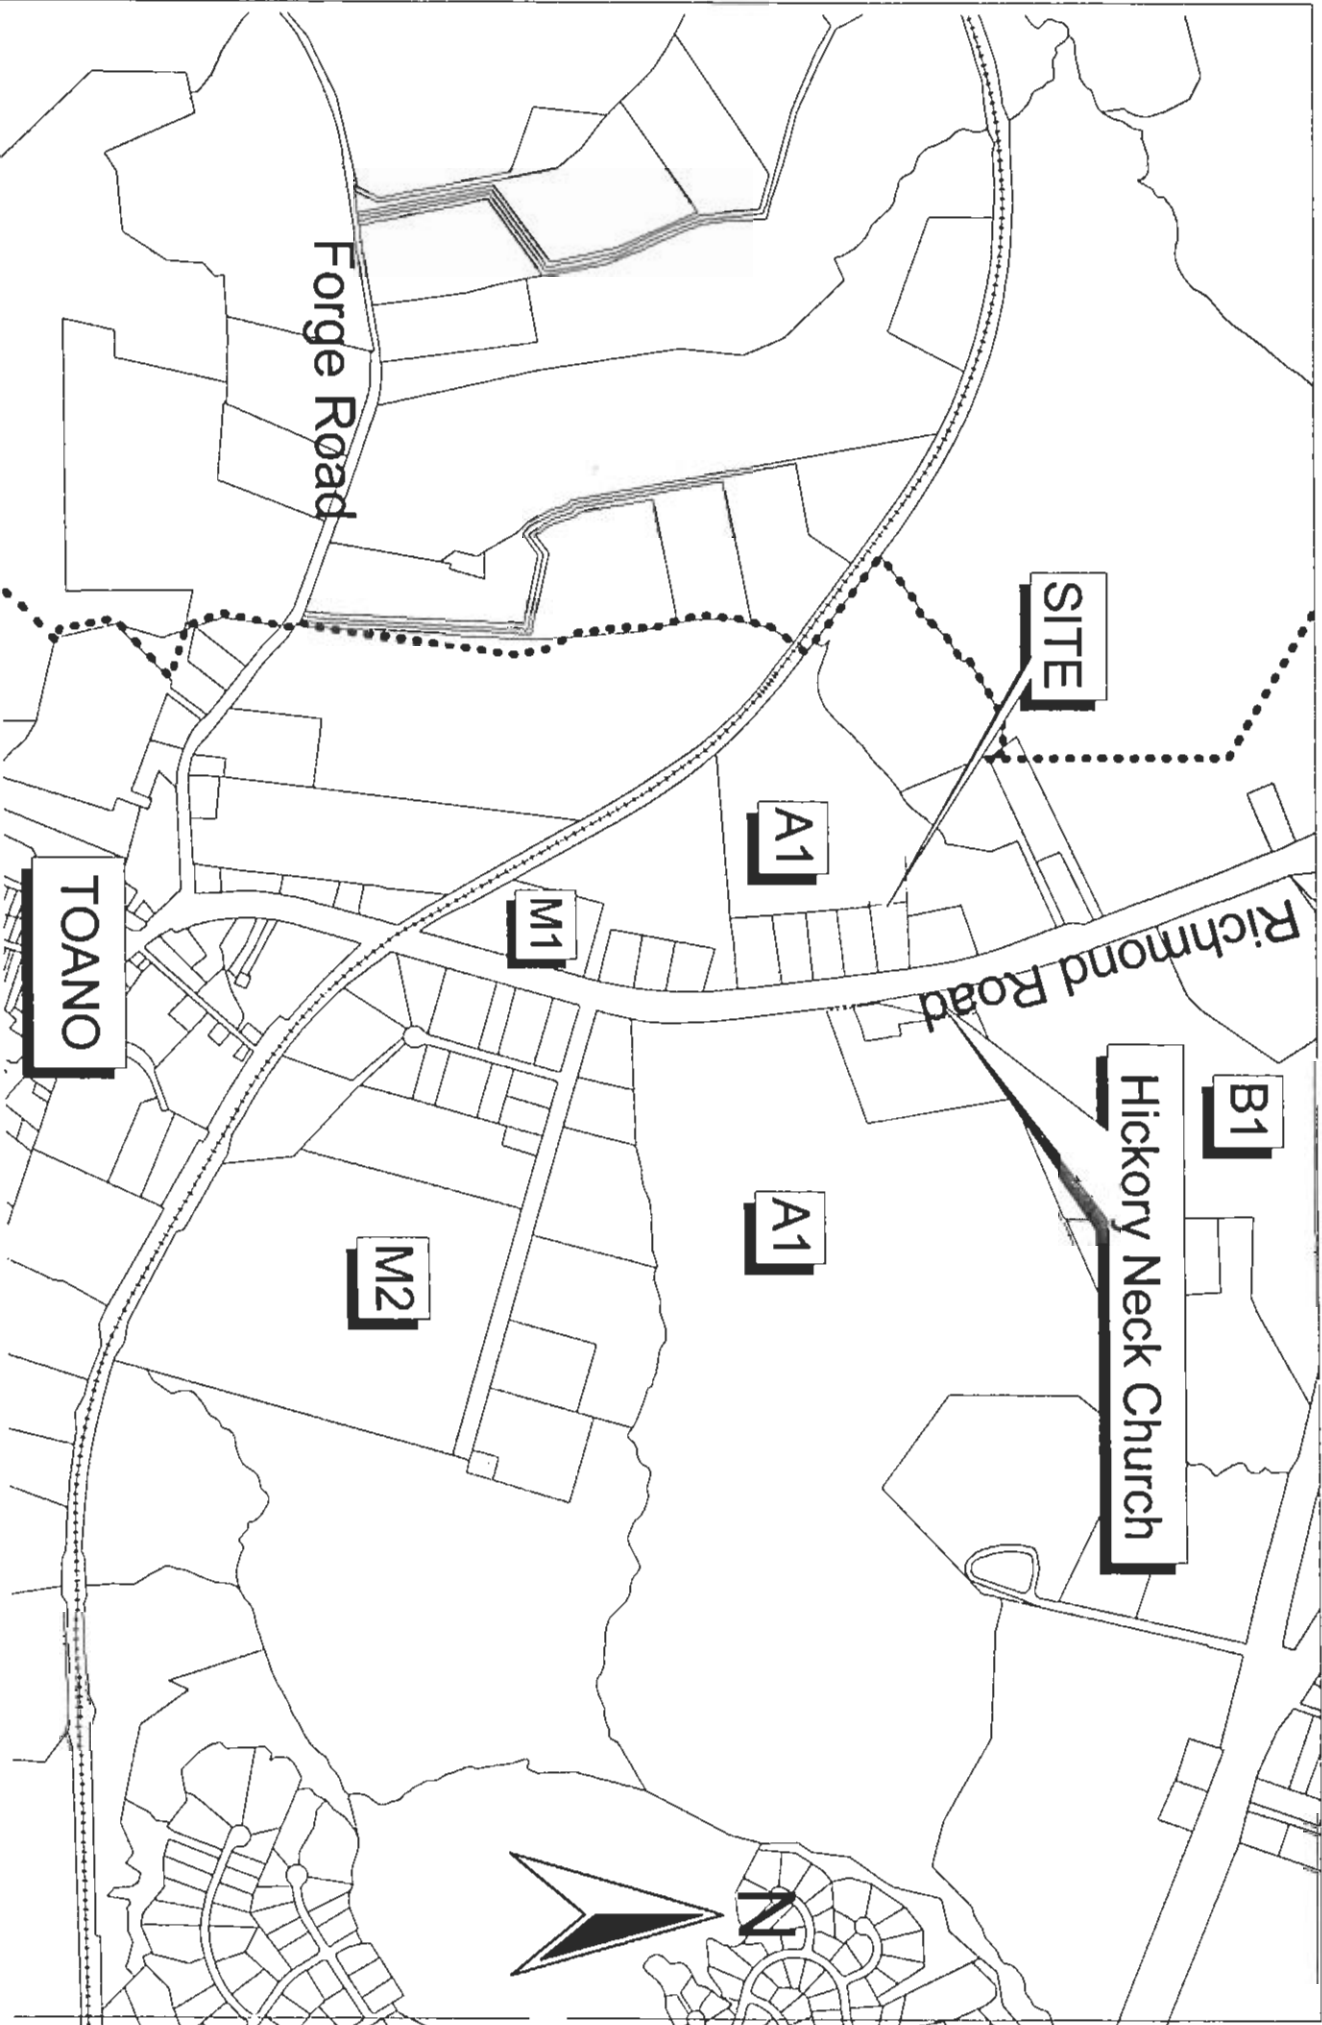 SITE
Richmond Road
B1
Hickory Neck Church
A1
A1
M1
Forge Road
M2
TOANO
N